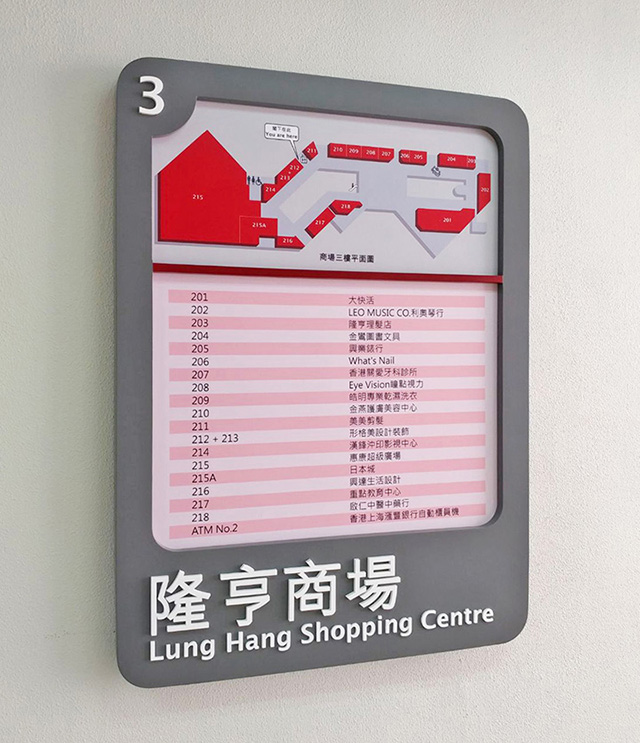 3
閣下在此
You are here
211
210 209 208 207
206 205
204
203
212
213
214
202
215
218
217
201
215A
216
商場三樓平面圖
201 大快活
202 LEO MUSIC CO.利奧琴行
203 隆亨理髮店
204 金鷺圖書文具
205 興業錶行
206 What's Nail
207 香港關愛牙科診所
208 Eye Vision瞳點視力
209 皓明專業乾濕洗衣
210 金燕護膚美容中心
211 美美剪髮
212 + 213 形格美設計裝飾
214 漢鋒沖印影視中心
215 惠康超級廣場
215A 日本城
216 興達生活設計
217 重點教育中心
218 啟仁中醫中藥行
ATM No.2 香港上海滙豐銀行自動櫃員機
隆亨商場
Lung Hang Shopping Centre